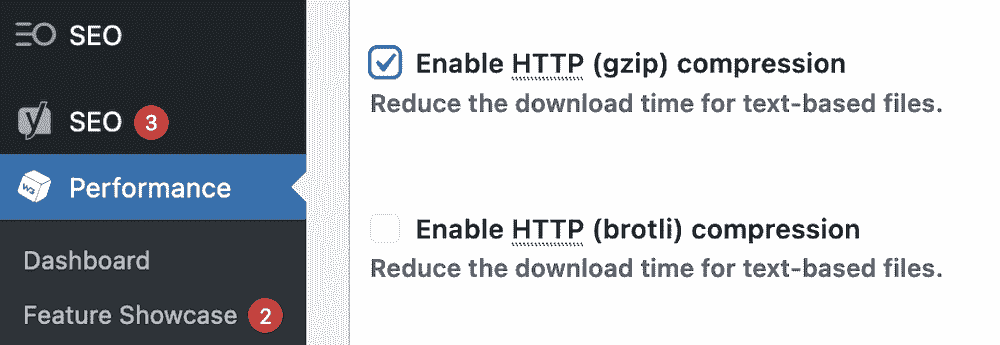 SEO
SEO 3
Performance
Dashboard
Feature Showcase 2
Enable HTTP (gzip) compression
Reduce the download time for text-based files.
Enable HTTP (brotli) compression
Reduce the download time for text-based files.